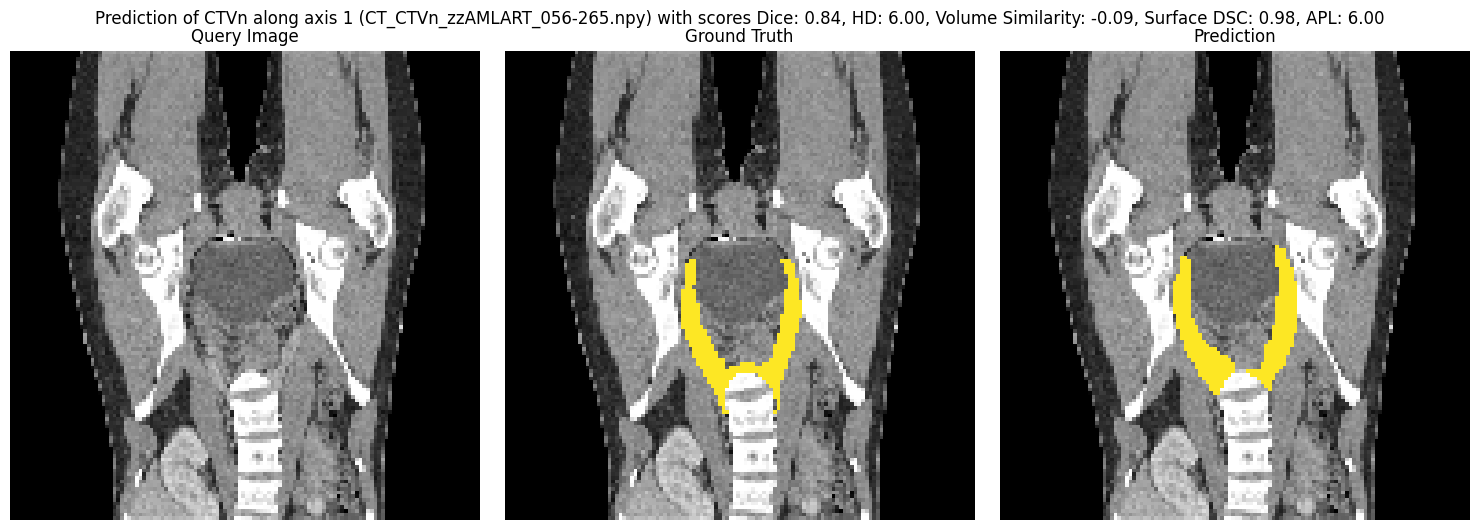 Prediction of CTVn along axis 1 (CT_CTVn_zzAMLART_056-265.npy) with scores Dice: 0.84, HD: 6.00, Volume Similarity: -0.09, Surface DSC: 0.98, APL: 6.00
Query Image
Ground Truth
Prediction